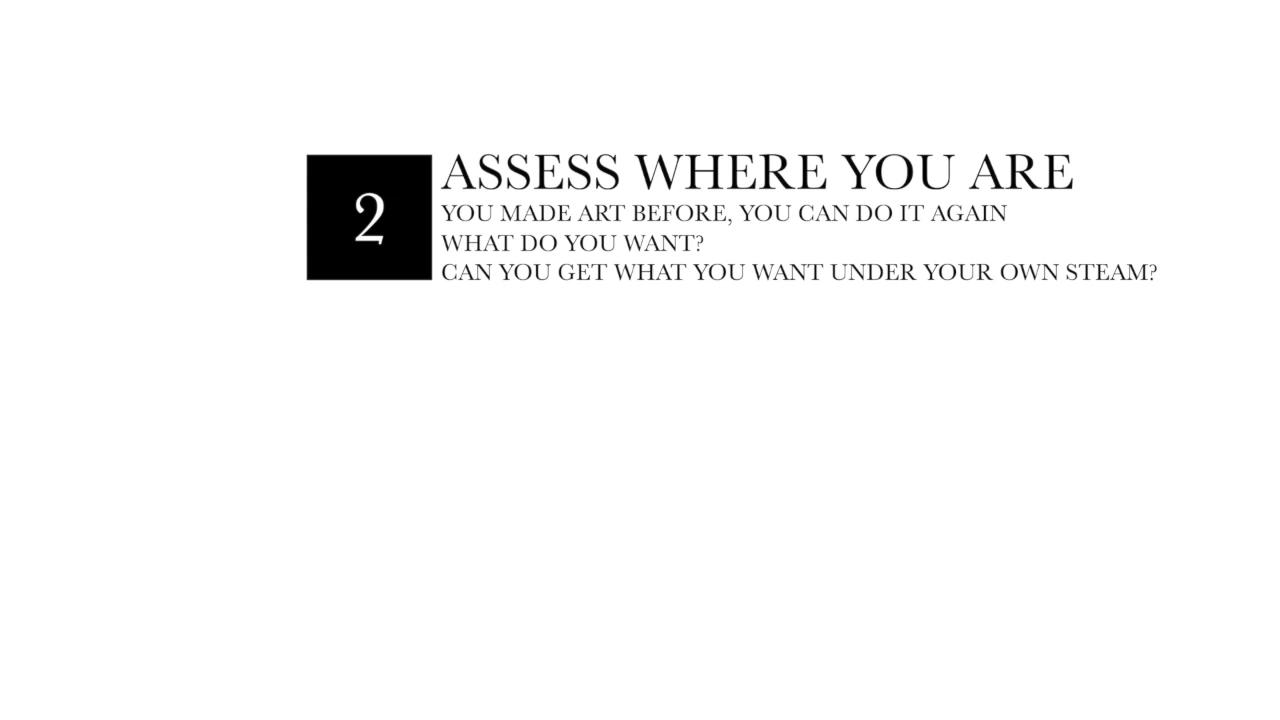 2
ASSESS WHERE YOU ARE
YOU MADE ART BEFORE, YOU CAN DO IT AGAIN
WHAT DO YOU WANT?
CAN YOU GET WHAT YOU WANT UNDER YOUR OWN STEAM?